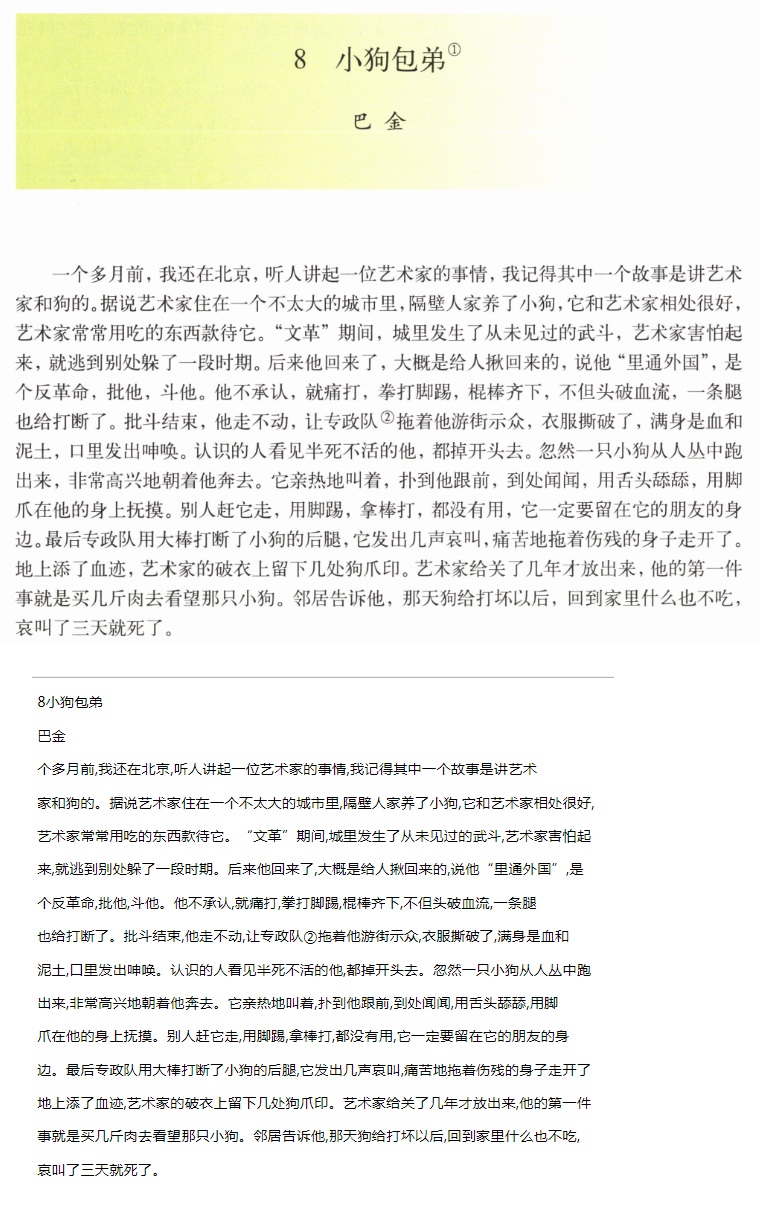 8 小狗包弟①
巴金
一个多月前，我还在北京，听人讲起一位艺术家的事情，我记得其中一个故事是讲艺术
家和狗的。据说艺术家住在一个不太大的城市里，隔壁人家养了小狗，它和艺术家相处很好，
艺术家常常用吃的东西款待它。“文革”期间，城里发生了从未见过的武斗，艺术家害怕起
来，就逃到别处躲了一段时期。后来他回来了，大概是给人揪回来的，说他“里通外国”，是
个反革命，批他，斗他。他不承认，就痛打，拳打脚踢，棍棒齐下，不但头破血流，一条腿
也给打断了。批斗结束，他走不动，让专政队②拖着他游街示众，衣服撕破了，满身是血和
泥土，口里发出呻唤。认识的人看见半死不活的他，都掉开头去。忽然一只小狗从人丛中跑
出来，非常高兴地朝着他奔去。它亲热地叫着，扑到他跟前，到处闻闻，用舌头舔舔，用脚
爪在他的身上抚摸。别人赶它走，用脚踢，拿棒打，都没有用，它一定要留在它的朋友的身
边。最后专政队用大棒打断了小狗的后腿，它发出几声哀叫，痛苦地拖着伤残的身子走开了。
地上添了血迹，艺术家的破衣上留下几处狗爪印。艺术家给关了几年才放出来，他的第一件
事就是买几斤肉去看望那只小狗。邻居告诉他，那天狗给打坏以后，回到家里什么也不吃，
哀叫了三天就死了。
8小狗包弟
巴金
个多月前,我还在北京,听人讲起一位艺术家的事情,我记得其中一个故事是讲艺术
家和狗的。据说艺术家住在一个不太大的城市里,隔壁人家养了小狗,它和艺术家相处很好,
艺术家常常用吃的东西款待它。“文革”期间,城里发生了从未见过的武斗,艺术家害怕起
来,就逃到别处躲了一段时期。后来他回来了,大概是给人揪回来的,说他“里通外国”,是
个反革命,批他,斗他。他不承认,就痛打,拳打脚踢,棍棒齐下,不但头破血流,一条腿
也给打断了。批斗结束,他走不动,让专政队②拖着他游街示众,衣服撕破了,满身是血和
泥土,口里发出呻唤。认识的人看见半死不活的他,都掉开头去。忽然一只小狗从人丛中跑
出来,非常高兴地朝着他奔去。它亲热地叫着,扑到他跟前,到处闻闻,用舌头舔舔,用脚
爪在他的身上抚摸。别人赶它走,用脚踢,拿棒打,都没有用,它一定要留在它的朋友的身
边。最后专政队用大棒打断了小狗的后腿,它发出几声哀叫,痛苦地拖着伤残的身子走开了
地上添了血迹,艺术家的破衣上留下几处狗爪印。艺术家给关了几年才放出来,他的第一件
事就是买几斤肉去看望那只小狗。邻居告诉他,那天狗给打坏以后,回到家里什么也不吃,
哀叫了三天就死了。